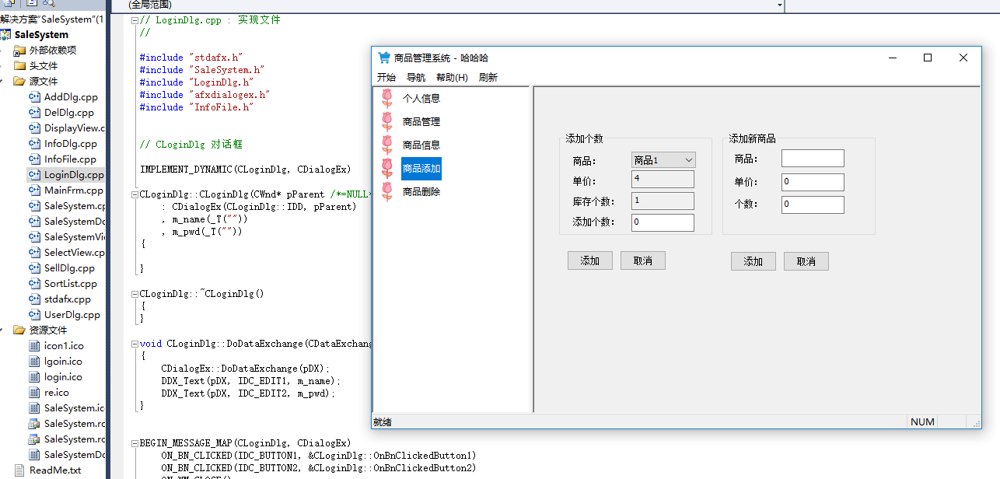 (全局范围)
解决方案"SaleSystem"(1
SaleSystem
外部依赖项
头文件
源文件
AddDlg.cpp
DelDlg.cpp
DisplayView.c
InfoDlg.cpp
InfoFile.cpp
LoginDlg.cpp
MainFrm.cpp
SaleSystem.cp
SaleSystemDo
SaleSystemVi
SelectView.cp
SellDlg.cpp
SortList.cpp
stdafx.cpp
UserDlg.cpp
资源文件
icon1.ico
lgoin.ico
login.ico
re.ico
SaleSystem.ic
SaleSystem.rc
SaleSystem.rc
SaleSystemDo
ReadMe.txt
// LoginDlg.cpp : 实现文件
//
#include "stdafx.h"
#include "SaleSystem.h"
#include "LoginDlg.h"
#include "afxdialogex.h"
#include "InfoFile.h"
// CLoginDlg 对话框
IMPLEMENT_DYNAMIC(CLoginDlg, CDialogEx)
CLoginDlg::CLoginDlg(CWnd* pParent /*=NULL*
: CDialogEx(CLoginDlg::IDD, pParent)
, m_name(_T(""))
, m_pwd(_T(""))
{
}
CLoginDlg::~CLoginDlg()
{
}
void CLoginDlg::DoDataExchange(CDataExchang
{
CDialogEx::DoDataExchange(pDX);
DDX_Text(pDX, IDC_EDIT1, m_name);
DDX_Text(pDX, IDC_EDIT2, m_pwd);
}
BEGIN_MESSAGE_MAP(CLoginDlg, CDialogEx)
ON_BN_CLICKED(IDC_BUTTON1, &CLoginDlg::OnBnClickedButton1)
ON_BN_CLICKED(IDC_BUTTON2, &CLoginDlg::OnBnClickedButton2)
ON_WM_CLOSE()
商品管理系统 - 哈哈哈
开始 导航 帮助(H) 刷新
个人信息
商品管理
商品信息
商品添加
商品删除
添加个数
商品: 商品1
单价: 4
库存个数: 1
添加个数: 0
添加 取消
添加新商品
商品:
单价: 0
个数: 0
添加 取消
就绪 NUM